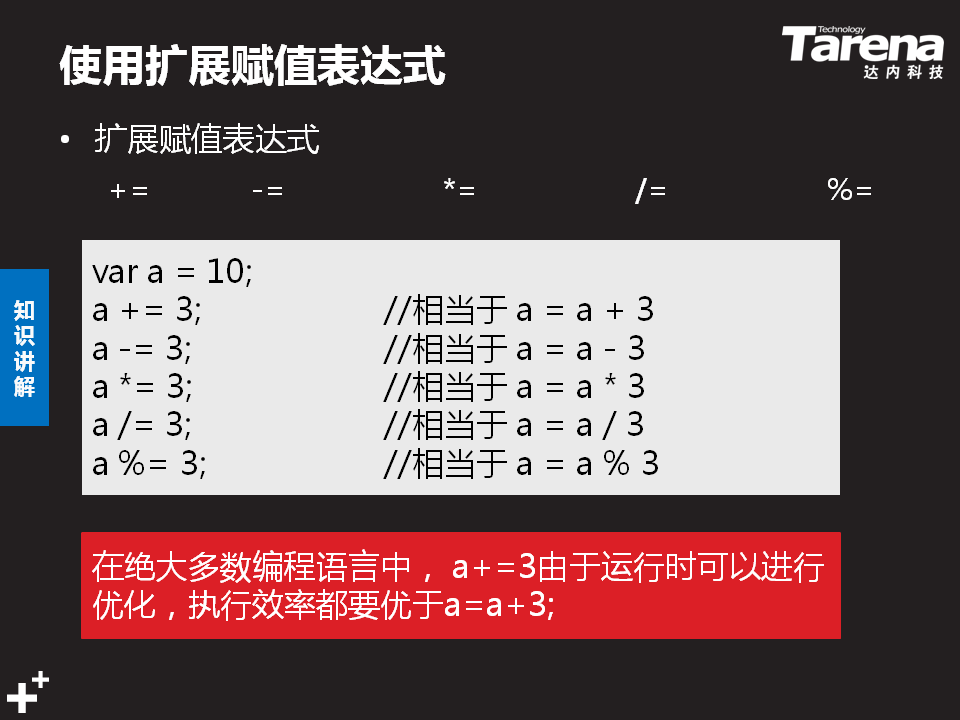 使用扩展赋值表达式
Technology
Tarena
达内科技
• 扩展赋值表达式
+= -= *= /= %=
var a = 10;
a += 3; //相当于 a = a + 3
a -= 3; //相当于 a = a - 3
a *= 3; //相当于 a = a * 3
a /= 3; //相当于 a = a / 3
a %= 3; //相当于 a = a % 3
知识讲解
在绝大多数编程语言中，a+=3由于运行时可以进行
优化，执行效率都要优于a=a+3;